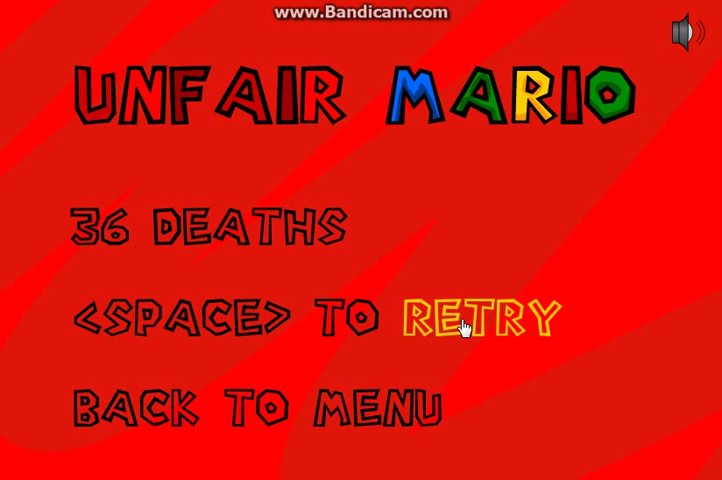 www.Bandicam.com
UNFAIR MARIO
36 DEATHS
<SPACE> TO RETRY
BACK TO MENU